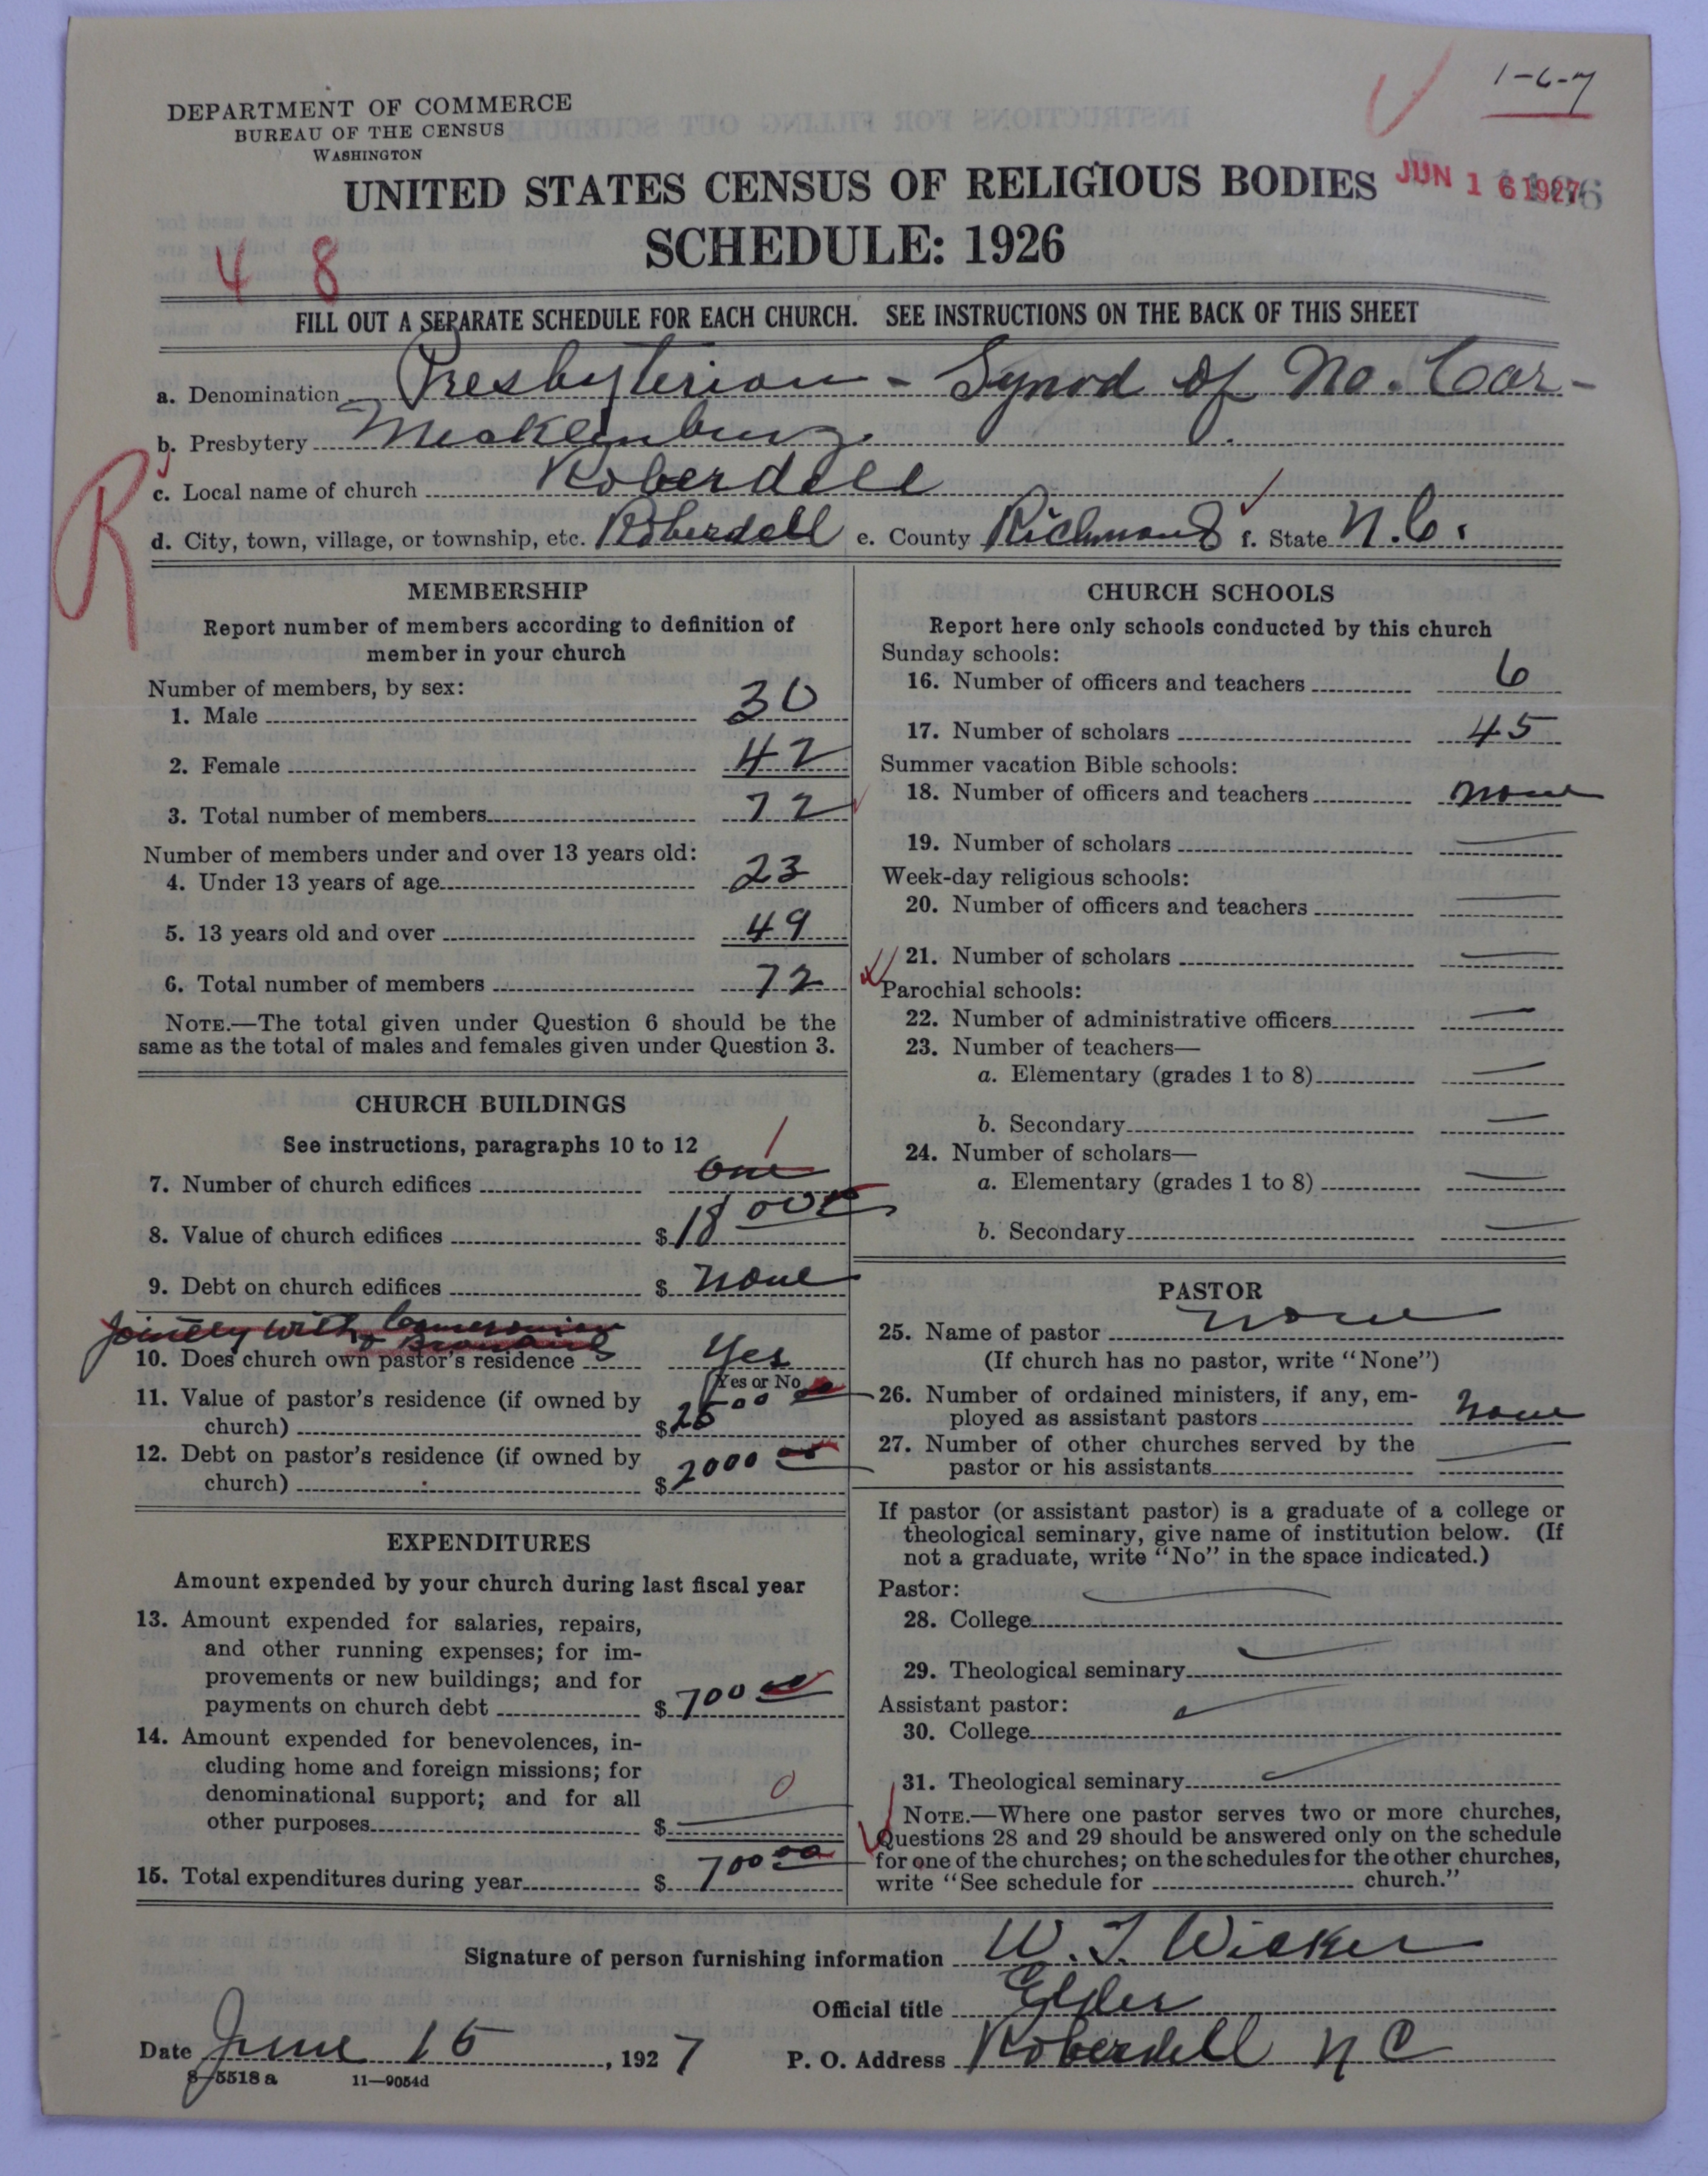 1-6-7
DEPARTMENT OF COMMERCE
BUREAU OF THE CENSUS
WASHINGTON
UNITED STATES CENSUS OF RELIGIOUS BODIES
JUN 16 1927
SCHEDULE: 1926
4 8
FILL OUT A SEPARATE SCHEDULE FOR EACH CHURCH. SEE INSTRUCTIONS ON THE BACK OF THIS SHEET
a. Denomination Presbyterian - Synod of No. Car-
b. Presbytery Mecklenburg
R
c. Local name of church Roberdell
d. City, town, village, or township, etc. Roberdell e. County Richmond f. State N.C.
MEMBERSHIP
Report number of members according to definition of
member in your church
Number of members, by sex:
1. Male 30
2. Female 42
3. Total number of members 72
Number of members under and over 13 years old:
4. Under 13 years of age 23
5. 13 years old and over 49
6. Total number of members 72
NOTE.—The total given under Question 6 should be the
same as the total of males and females given under Question 3.
CHURCH BUILDINGS
See instructions, paragraphs 10 to 12
1
7. Number of church edifices one
8. Value of church edifices $ 1800
9. Debt on church edifices $ none
Jointly with
10. Does church own pastor's residence Yes
(Yes or No)
11. Value of pastor's residence (if owned by
church) $ 2500 00
12. Debt on pastor's residence (if owned by
church) $ 2000 00
EXPENDITURES
Amount expended by your church during last fiscal year
13. Amount expended for salaries, repairs,
and other running expenses; for im-
provements or new buildings; and for
payments on church debt $ 700 00
14. Amount expended for benevolences, in-
cluding home and foreign missions; for
denominational support; and for all
other purposes $ — 0
15. Total expenditures during year $ 700 00
CHURCH SCHOOLS
Report here only schools conducted by this church
Sunday schools:
16. Number of officers and teachers 6
17. Number of scholars 45
Summer vacation Bible schools:
18. Number of officers and teachers none
19. Number of scholars —
Week-day religious schools:
20. Number of officers and teachers —
21. Number of scholars —
Parochial schools:
22. Number of administrative officers —
23. Number of teachers—
a. Elementary (grades 1 to 8) —
b. Secondary —
24. Number of scholars—
a. Elementary (grades 1 to 8) —
b. Secondary —
PASTOR
25. Name of pastor none
(If church has no pastor, write "None")
26. Number of ordained ministers, if any, em-
ployed as assistant pastors none
27. Number of other churches served by the
pastor or his assistants —
If pastor (or assistant pastor) is a graduate of a college or
theological seminary, give name of institution below. (If
not a graduate, write "No" in the space indicated.)
Pastor:
28. College —
29. Theological seminary —
Assistant pastor:
30. College —
31. Theological seminary —
NOTE.—Where one pastor serves two or more churches,
Questions 28 and 29 should be answered only on the schedule
for one of the churches; on the schedules for the other churches,
write "See schedule for church."
Signature of person furnishing information W. T. Wicker
Official title Elder
Date June 15, 1927 P. O. Address Roberdell N C
8-5518 a 11-9054d